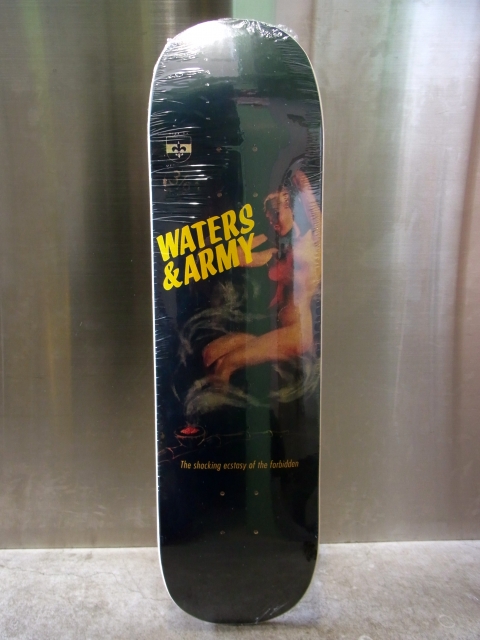 WATERS
& ARMY
The shocking ecstasy of the forbidden